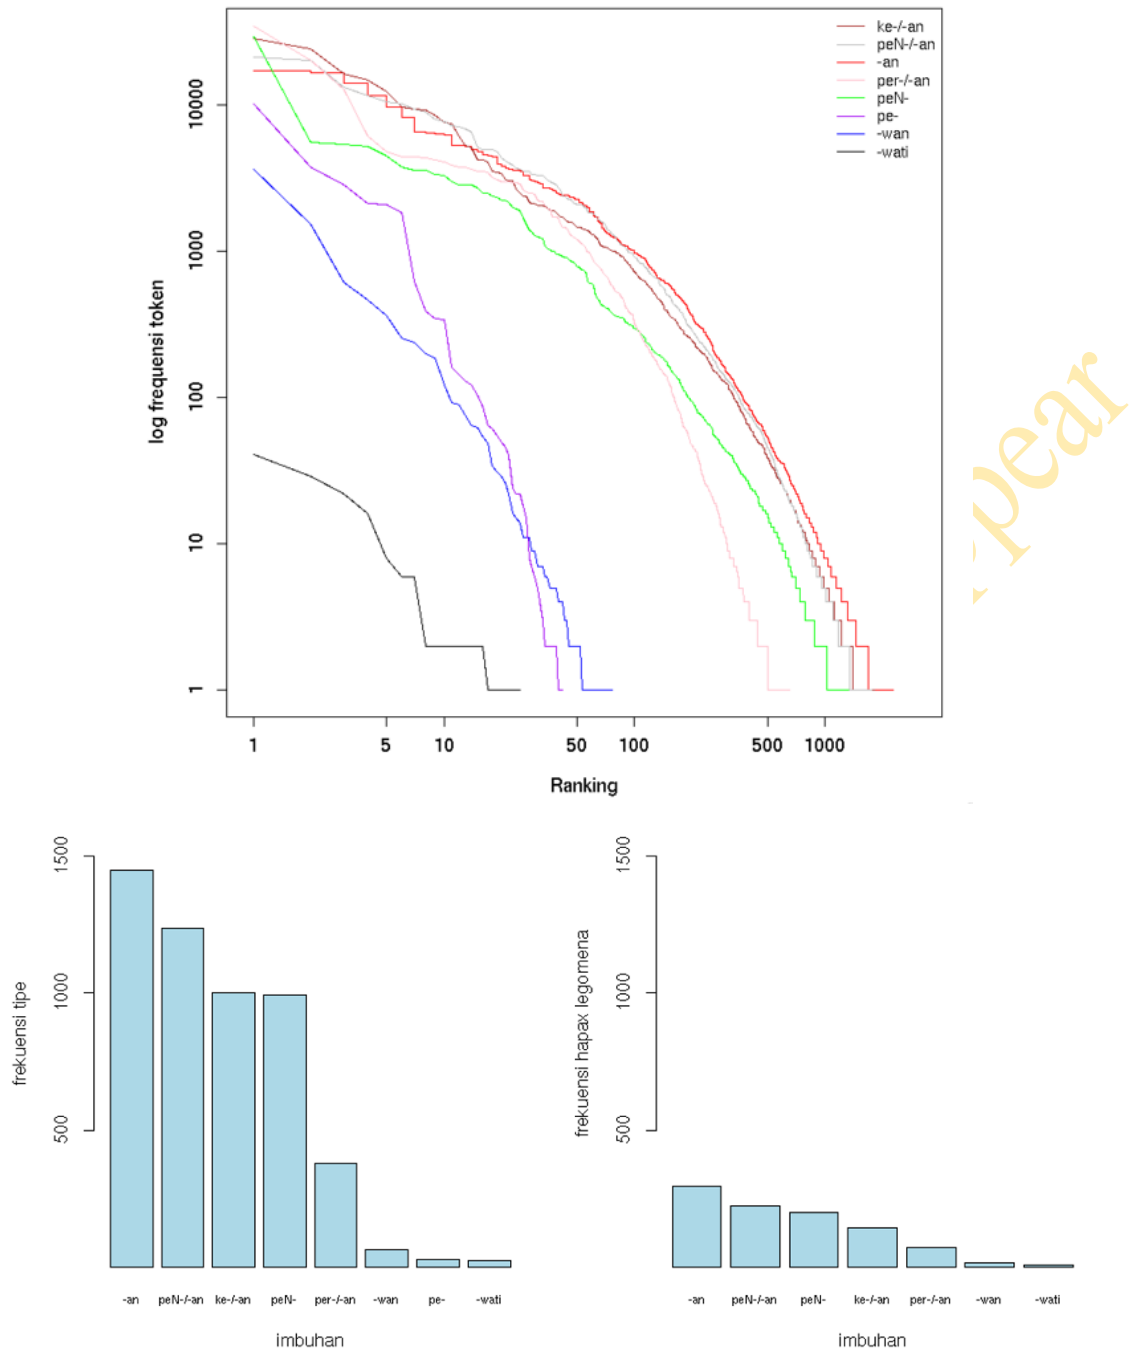 ke-/-an
peN-/-an
-an
per-/-an
peN-
pe-
-wan
-wati
log frequensi token
10000
1000
100
10
1
1 5 10 50 100 500 1000
Ranking
frekuensi tipe
1500
1000
500
-an peN-/-an ke-/-an peN- per-/-an -wan pe- -wati
imbuhan
frekuensi hapax legomena
1500
1000
500
-an peN-/-an peN- ke-/-an per-/-an -wan -wati
imbuhan